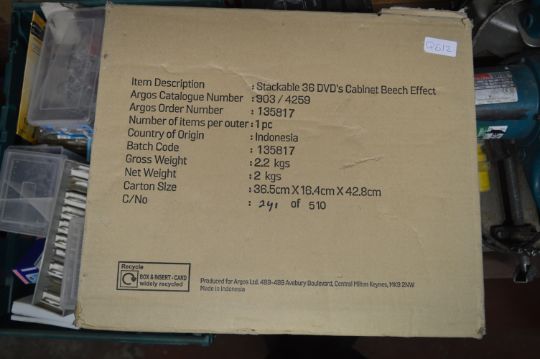 Q612
Item Description : Stackable 36 DVD's Cabinet Beech Effect
Argos Catalogue Number : 903 / 4259
Argos Order Number : 135817
Number of items per outer : 1 pc
Country of Origin : Indonesia
Batch Code : 135817
Gross Weight : 2.2 kgs
Net Weight : 2 kgs
Carton Size : 36.5cm X 16.4cm X 42.8cm
C/No : 241 of 510
Recycle
BOX & INSERT - CARD
widely recycled
Produced for Argos Ltd. 489-499 Avebury Boulevard, Central Milton Keynes, MK9 2NW
Made in Indonesia